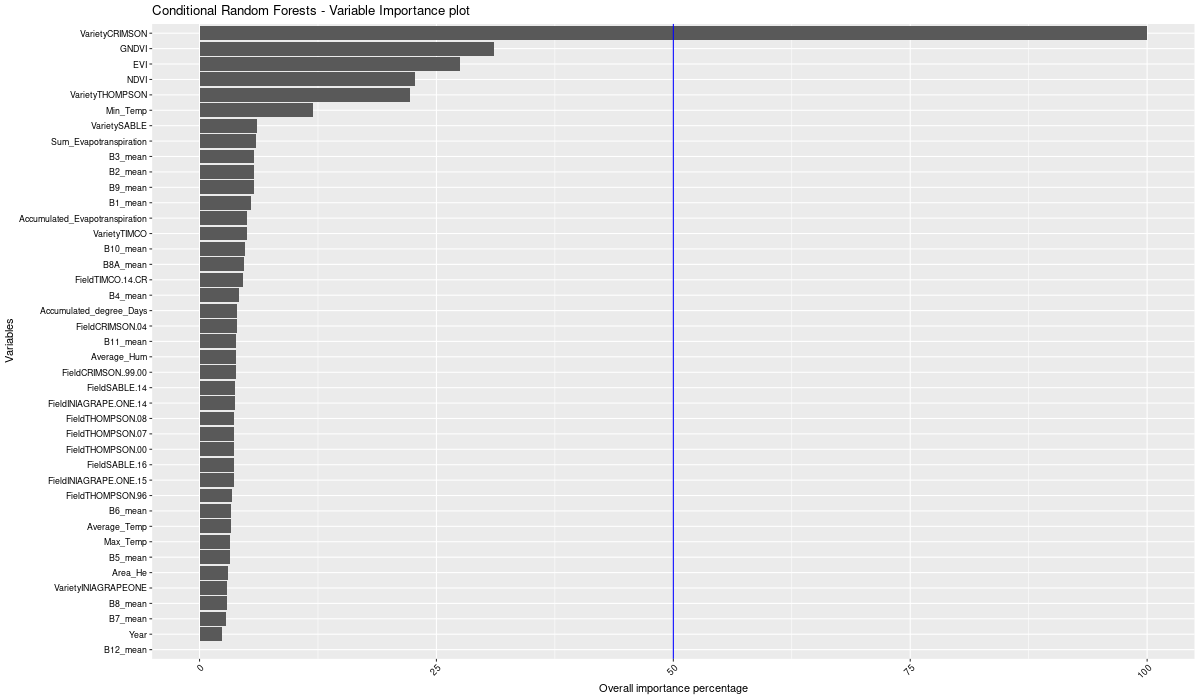 Conditional Random Forests - Variable Importance plot
VarietyCRIMSON
GNDVI
EVI
NDVI
VarietyTHOMPSON
Min_Temp
VarietySABLE
Sum_Evapotranspiration
B3_mean
B2_mean
B9_mean
B1_mean
Accumulated_Evapotranspiration
VarietyTIMCO
B10_mean
B8A_mean
FieldTIMCO.14.CR
B4_mean
Accumulated_degree_Days
FieldCRIMSON.04
B11_mean
Average_Hum
FieldCRIMSON..99.00
FieldSABLE.14
FieldINIAGRAPE.ONE.14
FieldTHOMPSON.08
FieldTHOMPSON.07
FieldTHOMPSON.00
FieldSABLE.16
FieldINIAGRAPE.ONE.15
FieldTHOMPSON.96
B6_mean
Average_Temp
Max_Temp
B5_mean
Area_He
VarietyINIAGRAPEONE
B8_mean
B7_mean
Year
B12_mean
Variables
0 25 50 75 100
Overall importance percentage